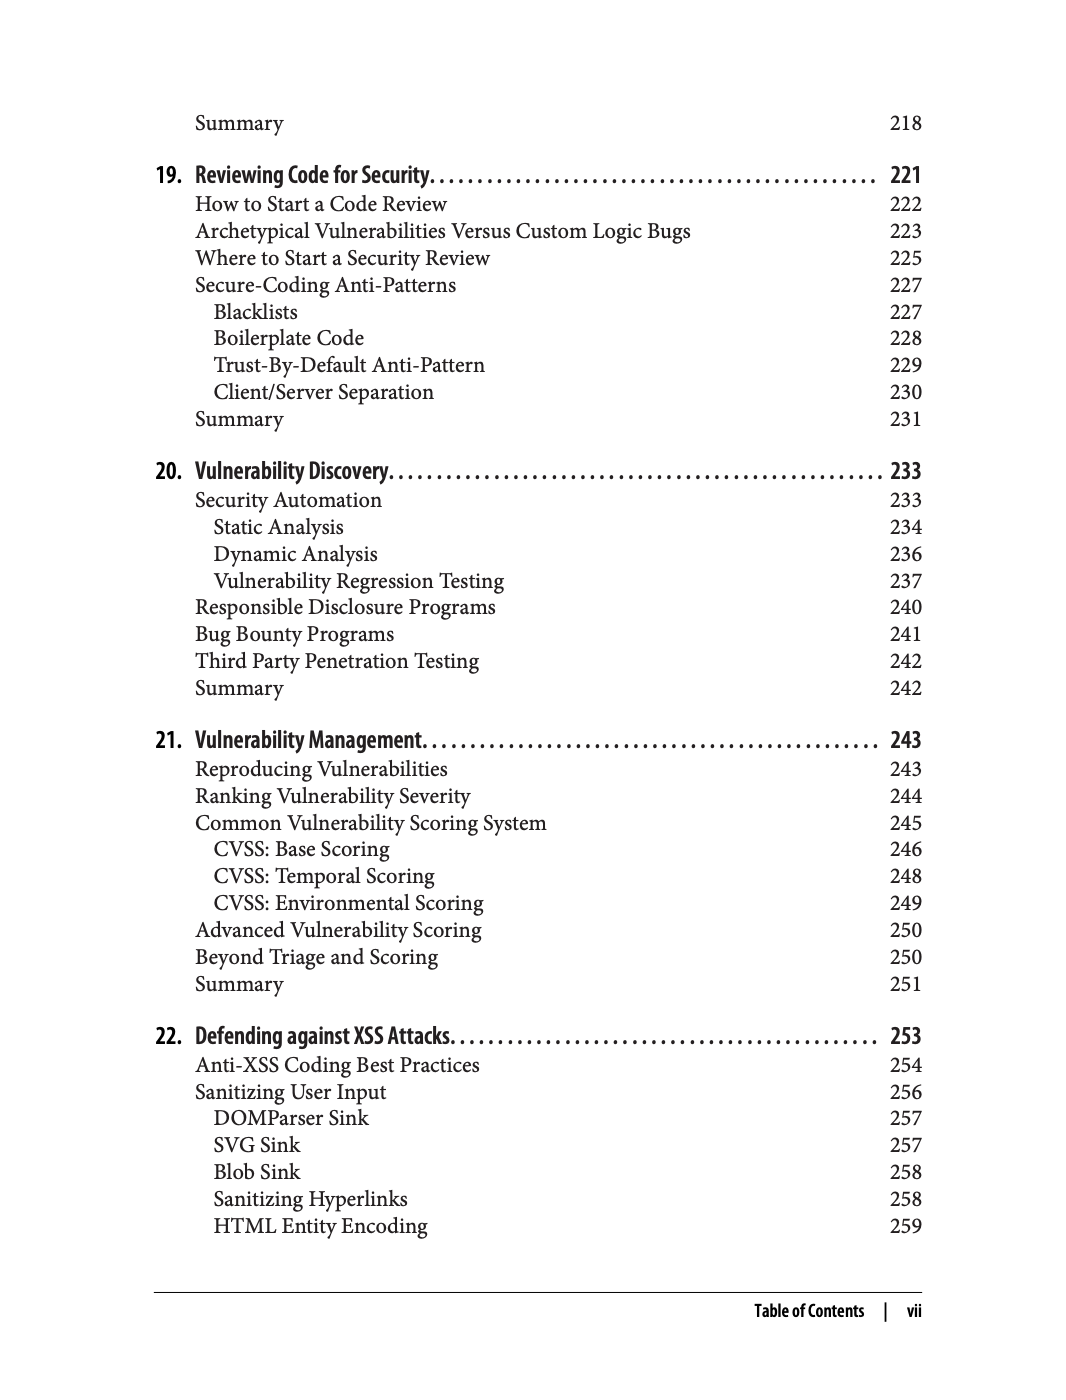 Summary 218
19. Reviewing Code for Security. . . . . . . . . . . . . . . . . . . . . . . . . . . . . . . . . . . . . . . . . . . . . . 221
How to Start a Code Review 222
Archetypical Vulnerabilities Versus Custom Logic Bugs 223
Where to Start a Security Review 225
Secure-Coding Anti-Patterns 227
Blacklists 227
Boilerplate Code 228
Trust-By-Default Anti-Pattern 229
Client/Server Separation 230
Summary 231
20. Vulnerability Discovery. . . . . . . . . . . . . . . . . . . . . . . . . . . . . . . . . . . . . . . . . . . . . . . . . . . 233
Security Automation 233
Static Analysis 234
Dynamic Analysis 236
Vulnerability Regression Testing 237
Responsible Disclosure Programs 240
Bug Bounty Programs 241
Third Party Penetration Testing 242
Summary 242
21. Vulnerability Management. . . . . . . . . . . . . . . . . . . . . . . . . . . . . . . . . . . . . . . . . . . . . . . 243
Reproducing Vulnerabilities 243
Ranking Vulnerability Severity 244
Common Vulnerability Scoring System 245
CVSS: Base Scoring 246
CVSS: Temporal Scoring 248
CVSS: Environmental Scoring 249
Advanced Vulnerability Scoring 250
Beyond Triage and Scoring 250
Summary 251
22. Defending against XSS Attacks. . . . . . . . . . . . . . . . . . . . . . . . . . . . . . . . . . . . . . . . . . . . 253
Anti-XSS Coding Best Practices 254
Sanitizing User Input 256
DOMParser Sink 257
SVG Sink 257
Blob Sink 258
Sanitizing Hyperlinks 258
HTML Entity Encoding 259
Table of Contents | vii